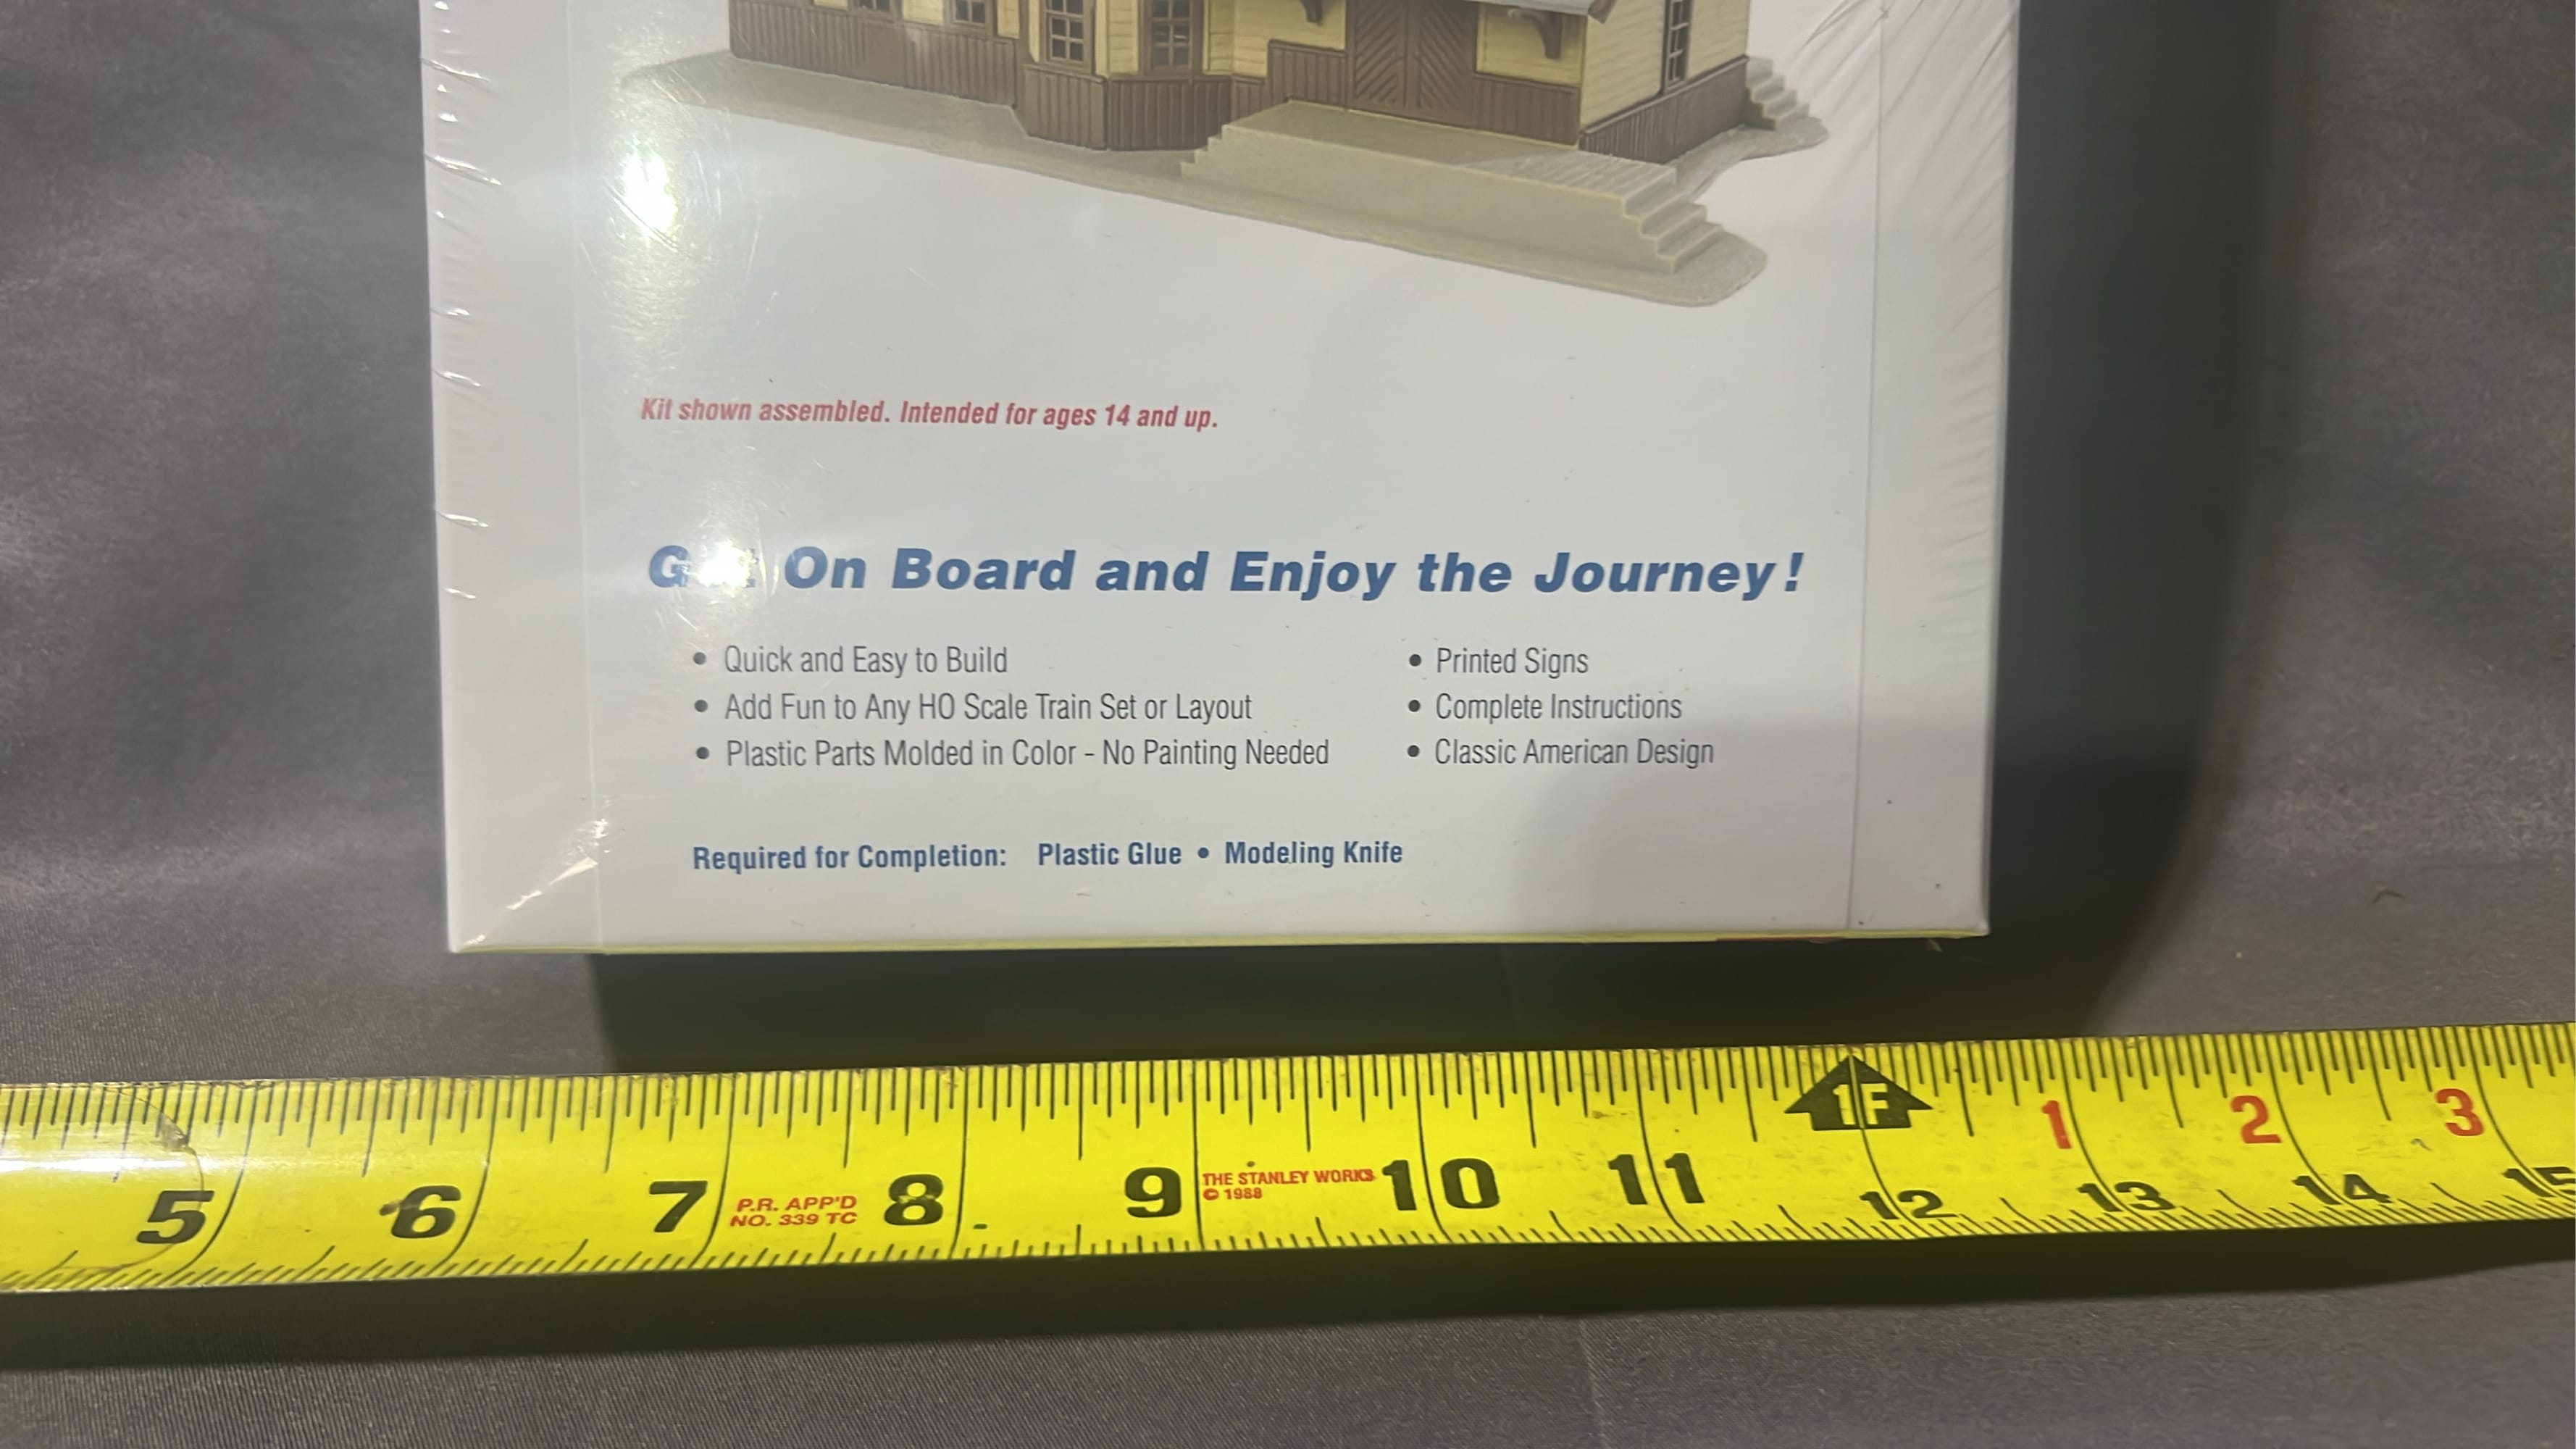 Kit shown assembled. Intended for ages 14 and up.
On Board and Enjoy the Journey!
• Quick and Easy to Build
• Add Fun to Any HO Scale Train Set or Layout
• Plastic Parts Molded in Color - No Painting Needed
• Printed Signs
• Complete Instructions
• Classic American Design
Required for Completion: Plastic Glue • Modeling Knife
1F 1 2 3
5 6 7 8 9 10 11 12 13 14 15
P.R. APP'D
NO. 339 TC
THE STANLEY WORKS
© 1988